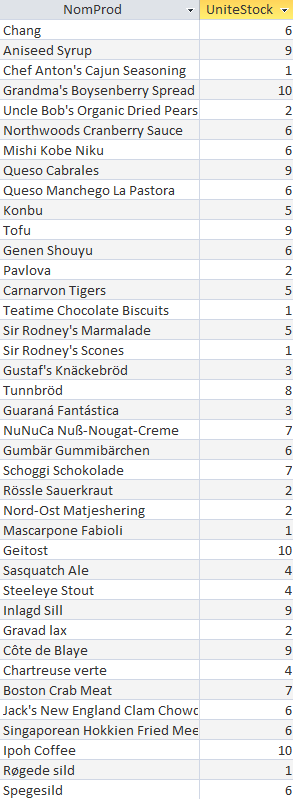 NomProd UniteStock
Chang 6
Aniseed Syrup 9
Chef Anton's Cajun Seasoning 1
Grandma's Boysenberry Spread 10
Uncle Bob's Organic Dried Pears 2
Northwoods Cranberry Sauce 6
Mishi Kobe Niku 6
Queso Cabrales 9
Queso Manchego La Pastora 6
Konbu 5
Tofu 9
Genen Shouyu 6
Pavlova 2
Carnarvon Tigers 5
Teatime Chocolate Biscuits 1
Sir Rodney's Marmalade 5
Sir Rodney's Scones 1
Gustaf's Knäckebröd 3
Tunnbröd 8
Guaraná Fantástica 3
NuNuCa Nuß-Nougat-Creme 7
Gumbär Gummibärchen 6
Schoggi Schokolade 7
Rössle Sauerkraut 2
Nord-Ost Matjeshering 2
Mascarpone Fabioli 1
Geitost 10
Sasquatch Ale 4
Steeleye Stout 4
Inlagd Sill 9
Gravad lax 2
Côte de Blaye 9
Chartreuse verte 4
Boston Crab Meat 7
Jack's New England Clam Chowd 6
Singaporean Hokkien Fried Mee 6
Ipoh Coffee 10
Røgede sild 1
Spegesild 6